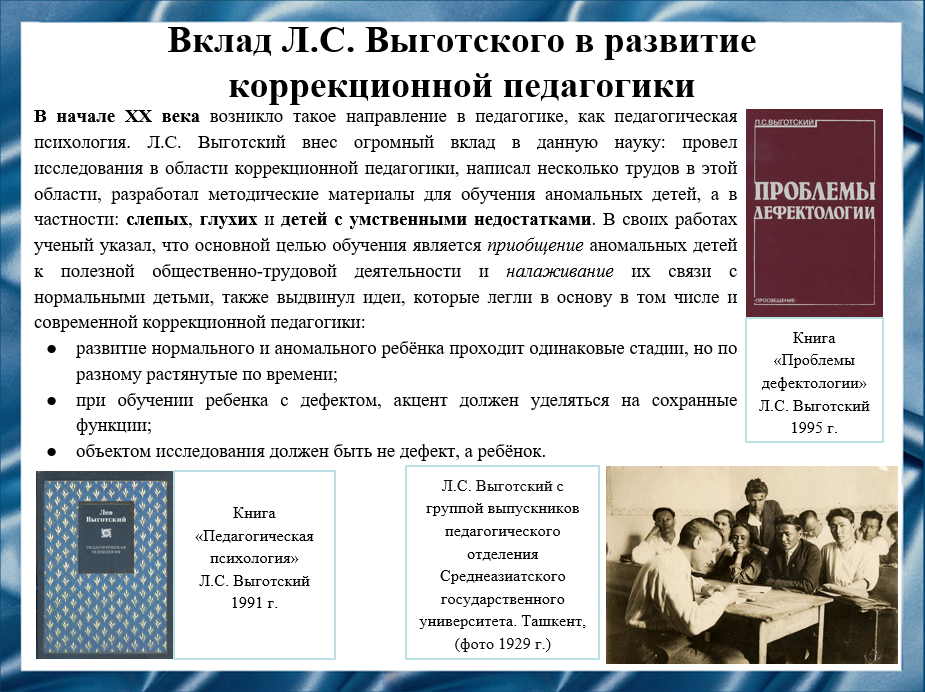 Вклад Л.С. Выготского в развитие
коррекционной педагогики
В начале XX века возникло такое направление в педагогике, как педагогическая
психология. Л.С. Выготский внес огромный вклад в данную науку: провел
исследования в области коррекционной педагогики, написал несколько трудов в этой
области, разработал методические материалы для обучения аномальных детей, а в
частности: слепых, глухих и детей с умственными недостатками. В своих работах
ученый указал, что основной целью обучения является приобщение аномальных детей
к полезной общественно-трудовой деятельности и налаживание их связи с
нормальными детьми, также выдвинул идеи, которые легли в основу в том числе и
современной коррекционной педагогики:
● развитие нормального и аномального ребёнка проходит одинаковые стадии, но по
разному растянутые по времени;
● при обучении ребенка с дефектом, акцент должен уделяться на сохранные
функции;
● объектом исследования должен быть не дефект, а ребёнок.
Л.С.ВЫГОТСКИЙ
ПРОБЛЕМЫ
ДЕФЕКТОЛОГИИ
·ПРОСВЕЩЕНИЕ·
Книга
«Проблемы
дефектологии»
Л.С. Выготский
1995 г.
Лев
Выготский
ПЕДАГОГИЧЕСКАЯ
ПСИХОЛОГИЯ
Книга
«Педагогическая
психология»
Л.С. Выготский
1991 г.
Л.С. Выготский с
группой выпускников
педагогического
отделения
Среднеазиатского
государственного
университета. Ташкент,
(фото 1929 г.)